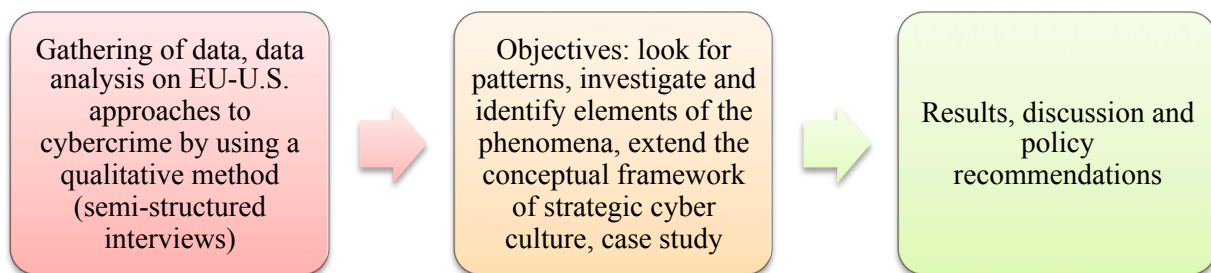 Gathering of data, data
analysis on EU-U.S.
approaches to
cybercrime by using a
qualitative method
(semi-structured
interviews)
Objectives: look for
patterns, investigate and
identify elements of the
phenomena, extend the
conceptual framework
of strategic cyber
culture, case study
Results, discussion and
policy
recommendations